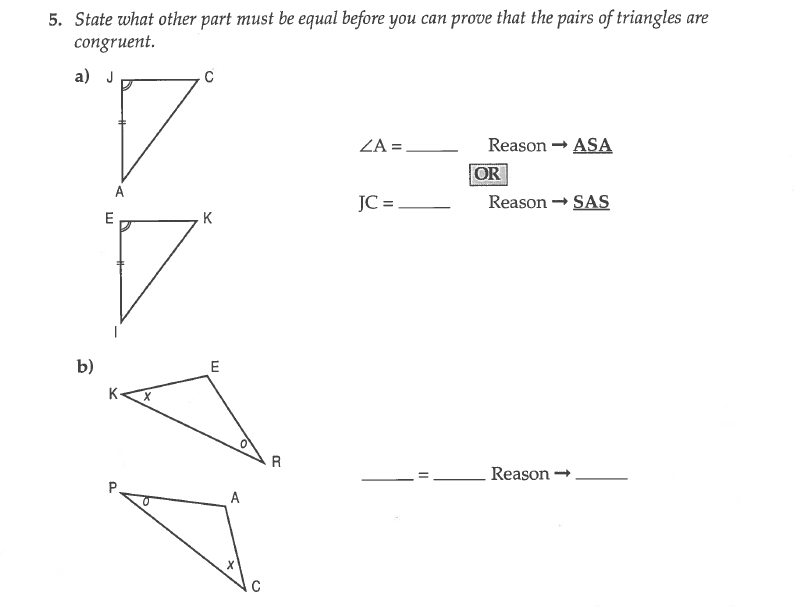 5. State what other part must be equal before you can prove that the pairs of triangles are
congruent.
a) J C
∠A = ______ Reason → ASA
OR
JC = ______ Reason → SAS
A
E K
I
b) E
K x
o
R
______ = ______ Reason → ______
P
o A
x
C